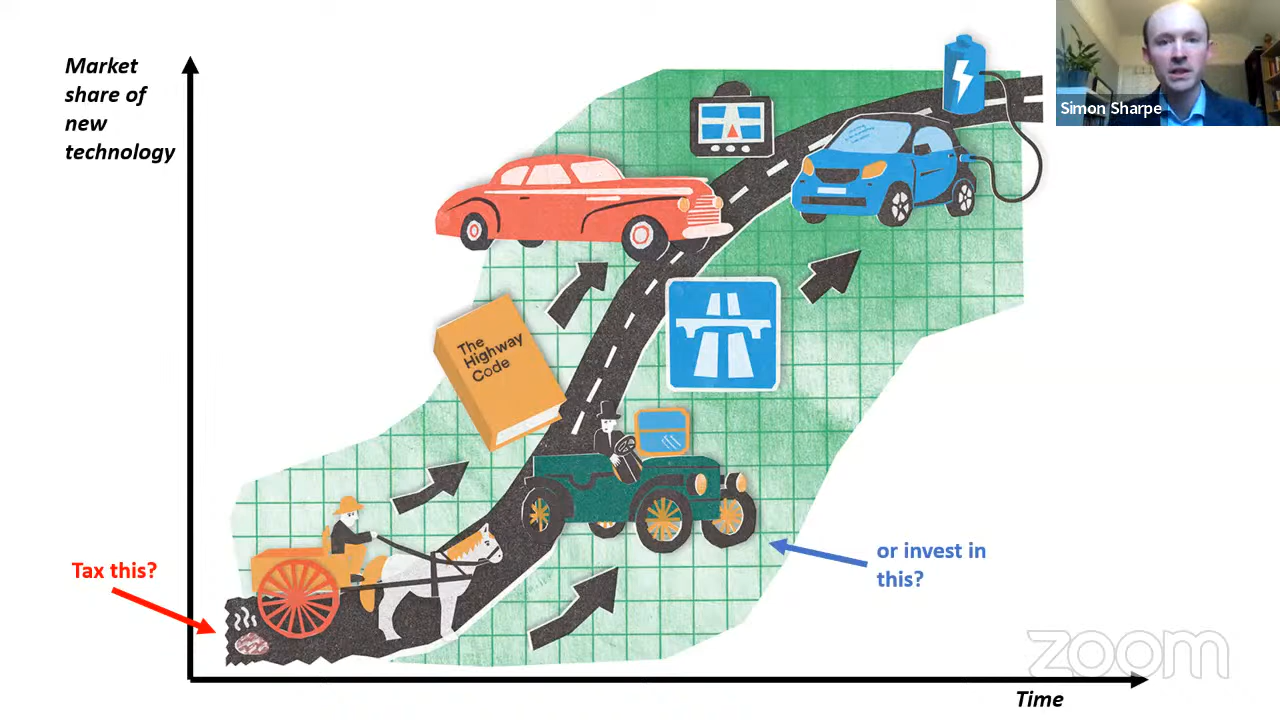 Market
share of
new
technology
Simon Sharpe
The
Highway
Code
Tax this?
or invest in
this?
zoom
Time